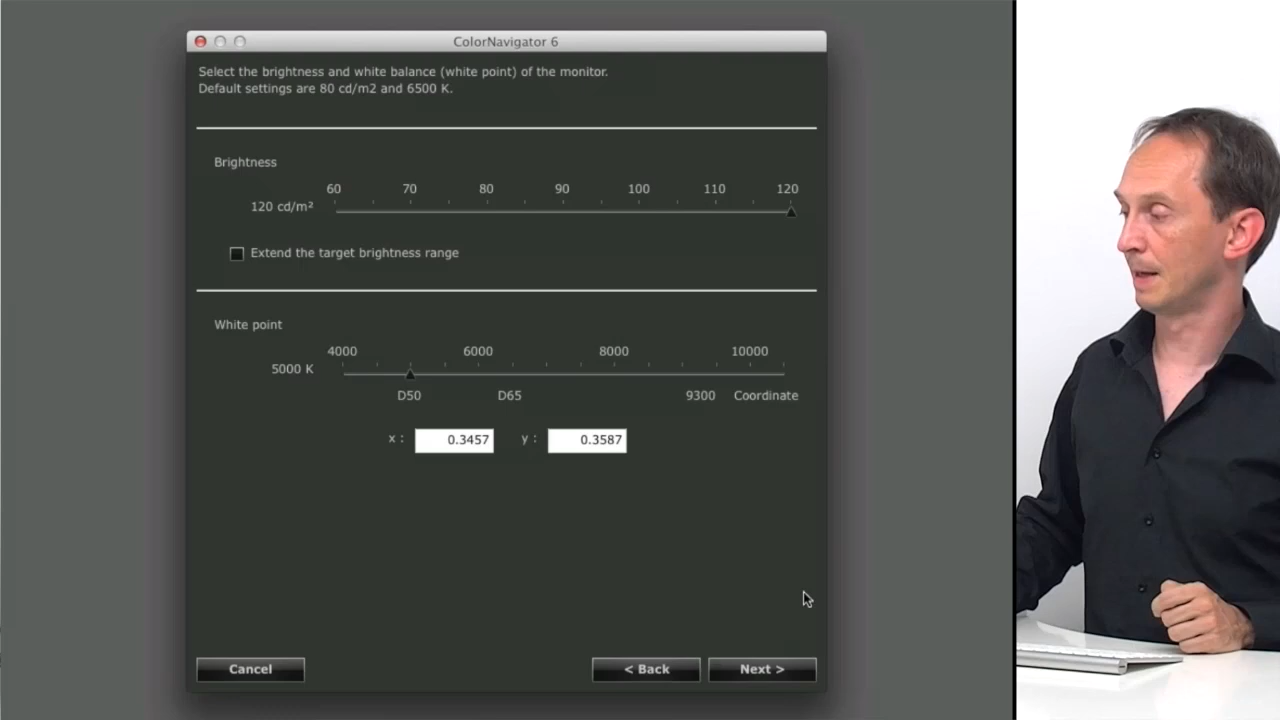 ColorNavigator 6
Select the brightness and white balance (white point) of the monitor.
Default settings are 80 cd/m2 and 6500 K.
Brightness
60 70 80 90 100 110 120
120 cd/m²
Extend the target brightness range
White point
4000 6000 8000 10000
5000 K
D50 D65 9300 Coordinate
x : 0.3457 y : 0.3587
Cancel < Back Next >